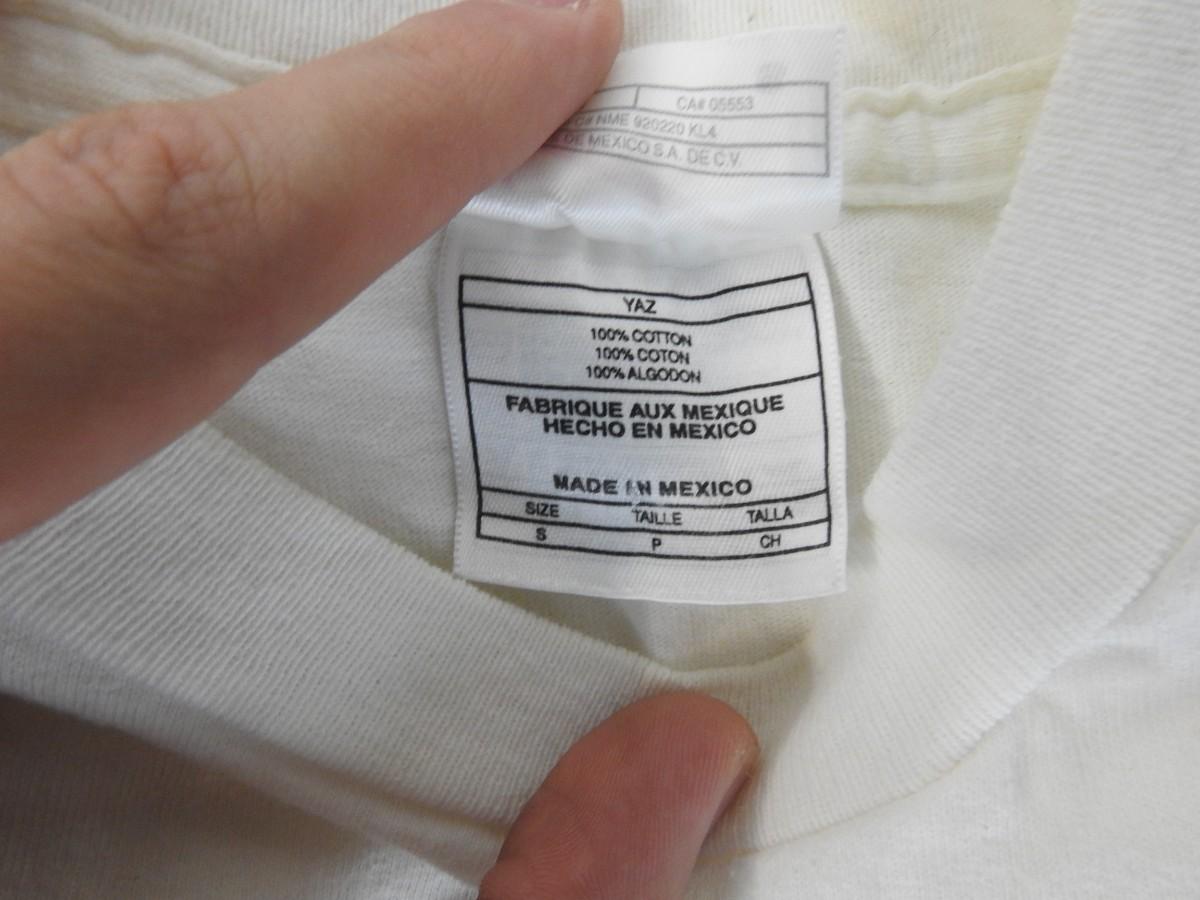 CA# 05553
NME 920220 KL4
DE MEXICO S.A. DE C.V.
YAZ
100% COTTON
100% COTON
100% ALGODON
FABRIQUE AUX MEXIQUE
HECHO EN MEXICO
MADE IN MEXICO
SIZE TAILLE TALLA
S P CH